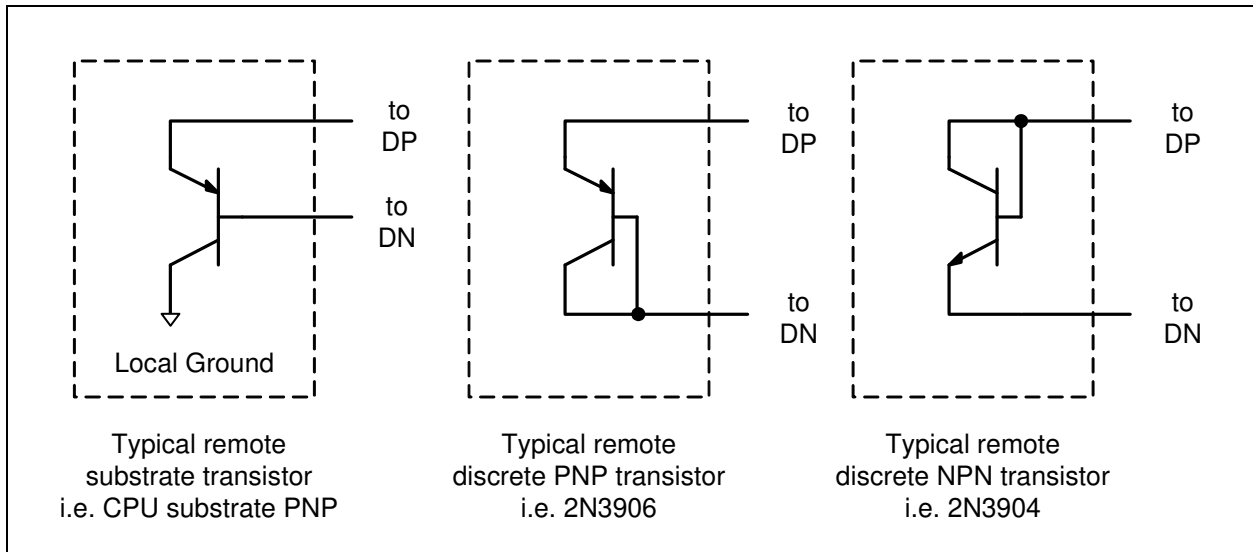 to
DP
to
DN
Local Ground
Typical remote
substrate transistor
i.e. CPU substrate PNP
to
DP
to
DN
Typical remote
discrete PNP transistor
i.e. 2N3906
to
DP
to
DN
Typical remote
discrete NPN transistor
i.e. 2N3904